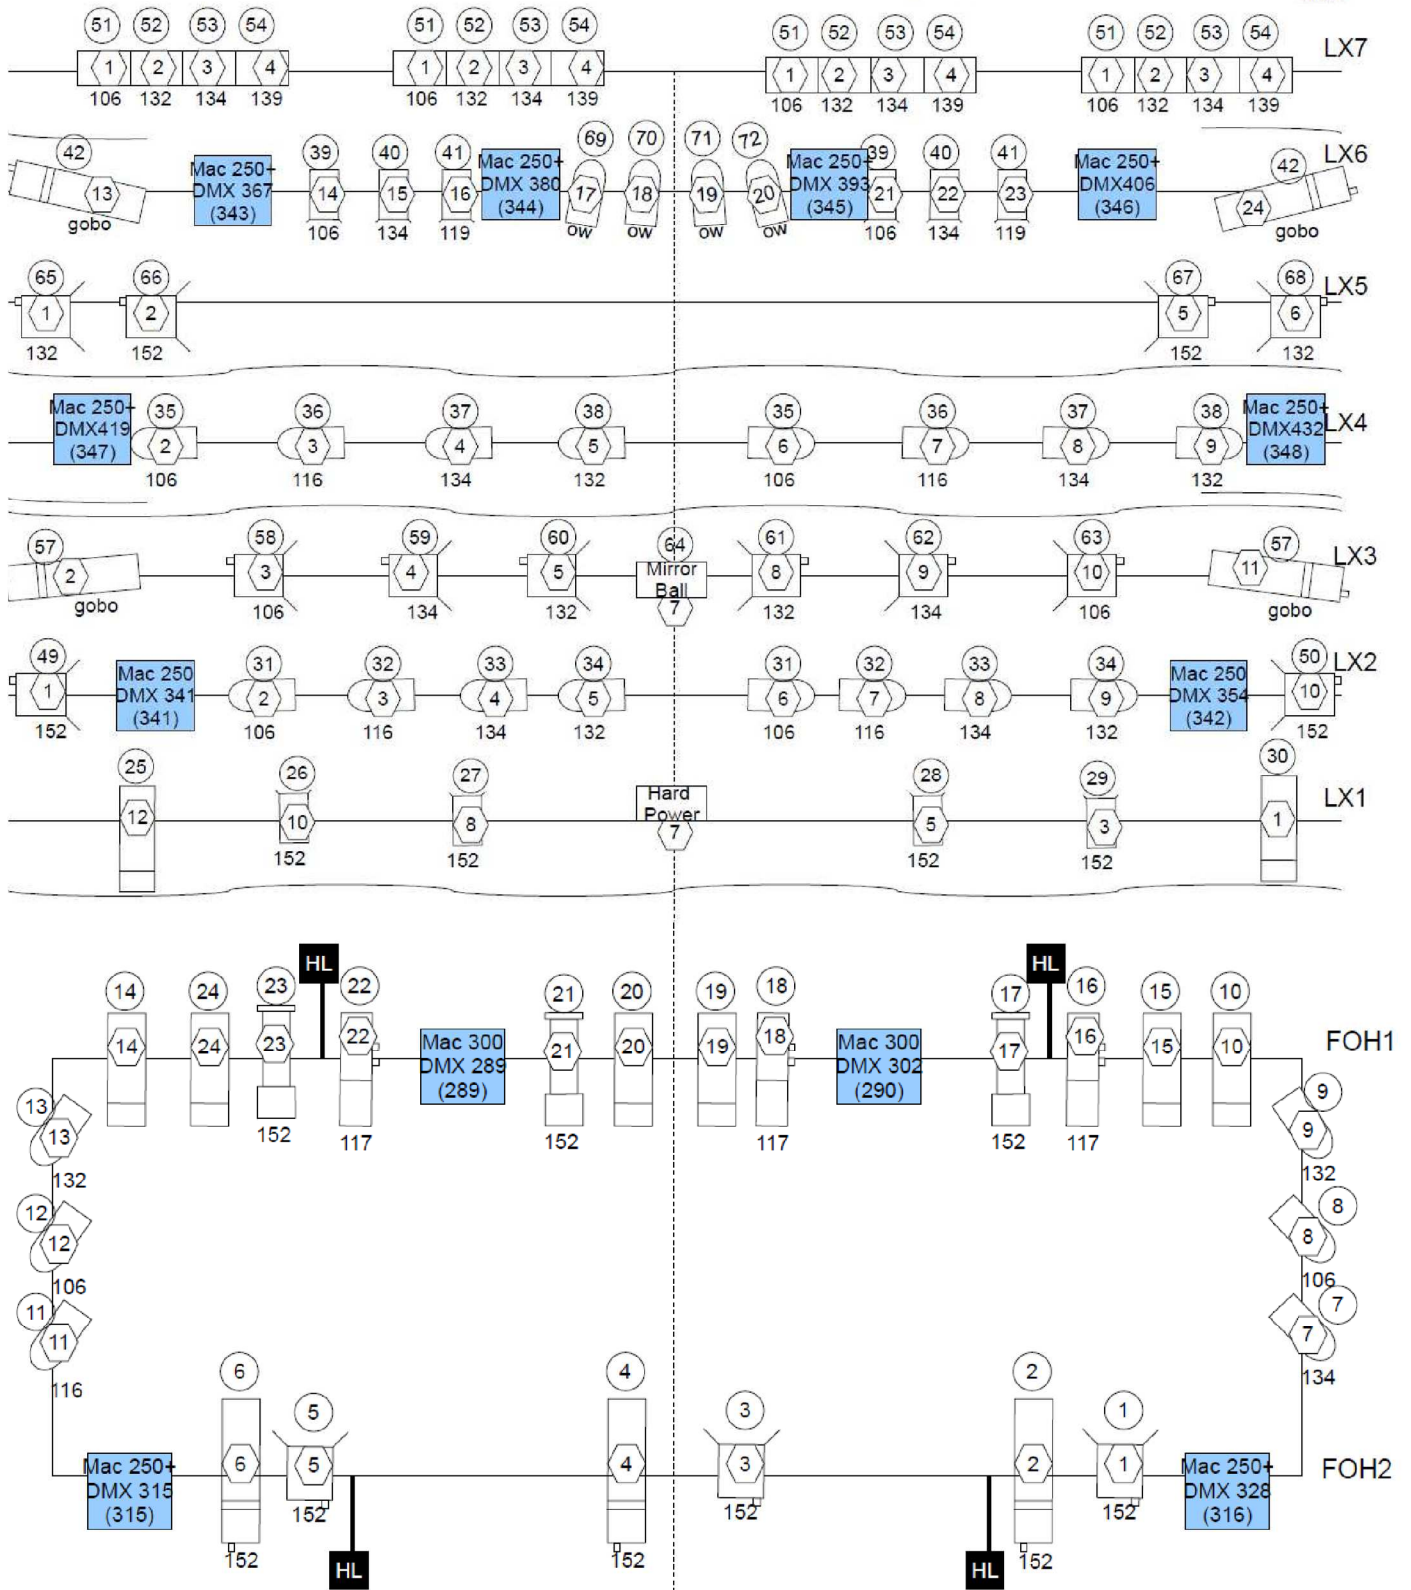 51 52 53 54 51 52 53 54 51 52 53 54 51 52 53 54
1 2 3 4 1 2 3 4 1 2 3 4 1 2 3 4 LX7
106 132 134 139 106 132 134 139 106 132 134 139 106 132 134 139
42 39 40 41 69 70 71 72 39 40 41 42 LX6
Mac 250+
DMX 367
(343)
Mac 250+
DMX 380
(344)
Mac 250+
DMX 393
(345)
Mac 250+
DMX406
(346)
13 14 15 16 17 18 19 20 21 22 23 24
gobo 106 134 119 ow ow ow ow 106 134 119 gobo
65 66 67 68 LX5
1 2 5 6
132 152 152 132
Mac 250+
DMX419
(347)
35 36 37 38 35 36 37 38
Mac 250+
DMX432
(348)
LX4
2 3 4 5 6 7 8 9
106 116 134 132 106 116 134 132
57 58 59 60 64 61 62 63 57 LX3
Mirror
Ball
2 3 4 5 7 8 9 10 11
gobo 106 134 132 132 134 106 gobo
49 31 32 33 34 31 32 33 34 50 LX2
Mac 250
DMX 341
(341)
Mac 250
DMX 354
(342)
1 2 3 4 5 6 7 8 9 10
152 106 116 134 132 106 116 134 132 152
25 26 27 28 29 30 LX1
Hard
Power
12 10 8 7 5 3 1
152 152 152 152
HL HL
14 24 23 22 21 20 19 18 17 16 15 10
14 24 23 22 21 20 19 18 17 16 15 10 FOH1
Mac 300
DMX 289
(289)
Mac 300
DMX 302
(290)
152 117 152 117 152 117
13 9
13 9
132 132
12 8
12 8
106 106
11 7
11 7
116 134
6 5 4 3 2 1
6 5 4 3 2 1 FOH2
Mac 250+
DMX 315
(315)
Mac 250+
DMX 328
(316)
152 152 152 152 152 152
HL HL